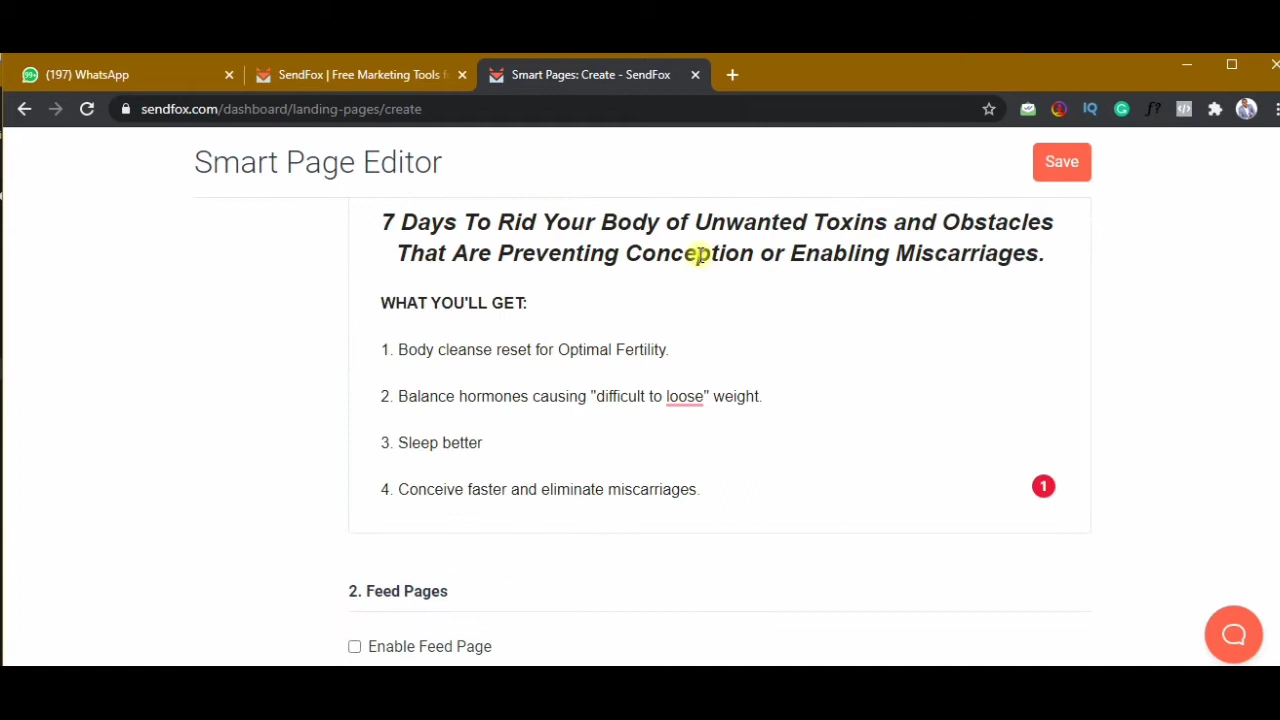 (197) WhatsApp
SendFox | Free Marketing Tools f
Smart Pages: Create - SendFox
sendfox.com/dashboard/landing-pages/create
IQ
f?
Smart Page Editor
Save
7 Days To Rid Your Body of Unwanted Toxins and Obstacles
That Are Preventing Conception or Enabling Miscarriages.
WHAT YOU'LL GET:
1. Body cleanse reset for Optimal Fertility.
2. Balance hormones causing "difficult to loose" weight.
3. Sleep better
4. Conceive faster and eliminate miscarriages.
1
2. Feed Pages
Enable Feed Page